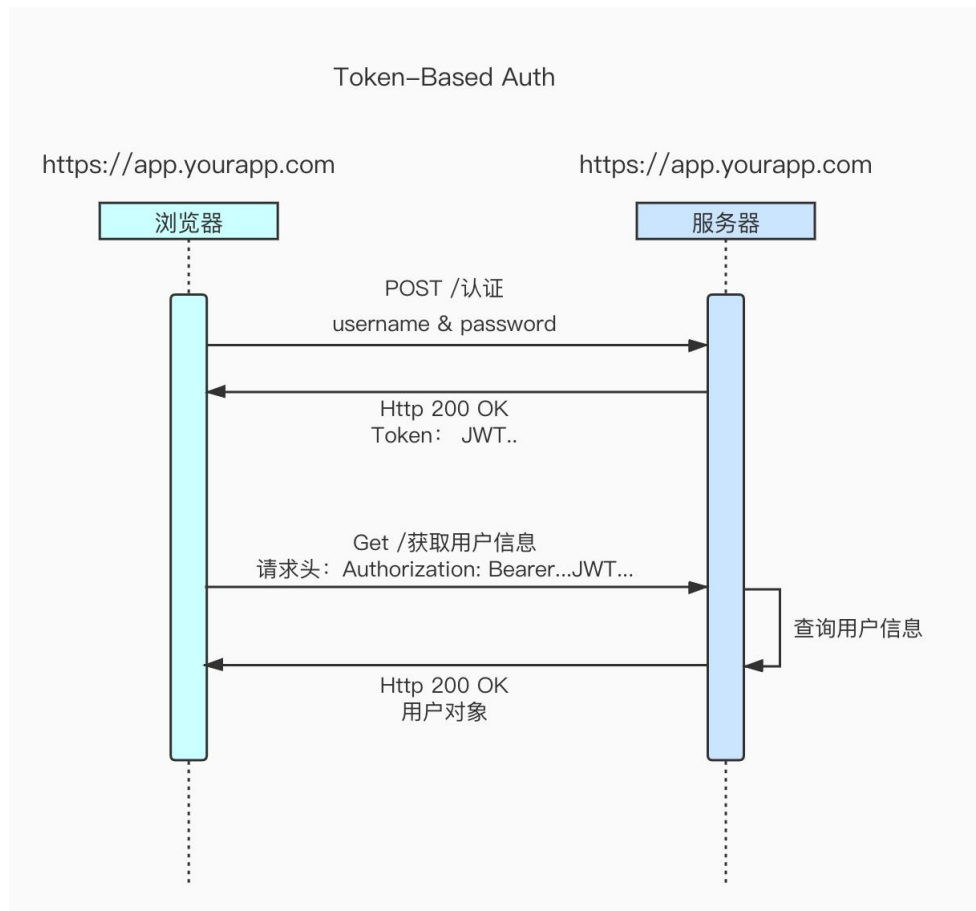 Token-Based Auth
https://app.yourapp.com
https://app.yourapp.com
浏览器
服务器
POST /认证
username & password
Http 200 OK
Token： JWT..
Get /获取用户信息
请求头：Authorization: Bearer...JWT...
查询用户信息
Http 200 OK
用户对象